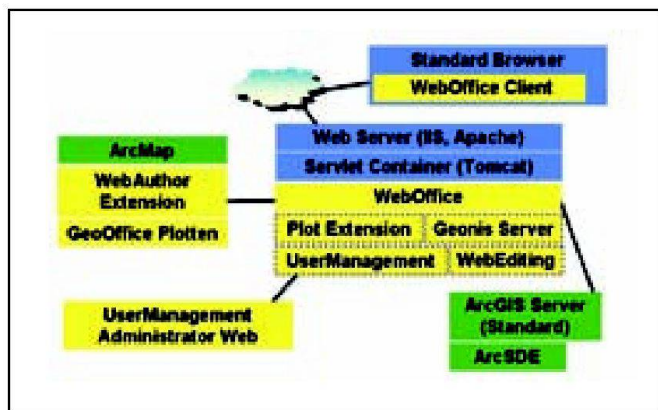 Standard Browser
WebOffice Client
Web Server (IIS, Apache)
Servlet Container (Tomcat)
WebOffice
Plot Extension
Geonis Server
UserManagement
WebEditing
ArcMap
WebAuthor
Extension
GeoOffice Plotten
UserManagement
Administrator Web
ArcGIS Server
(Standard)
ArcSDE